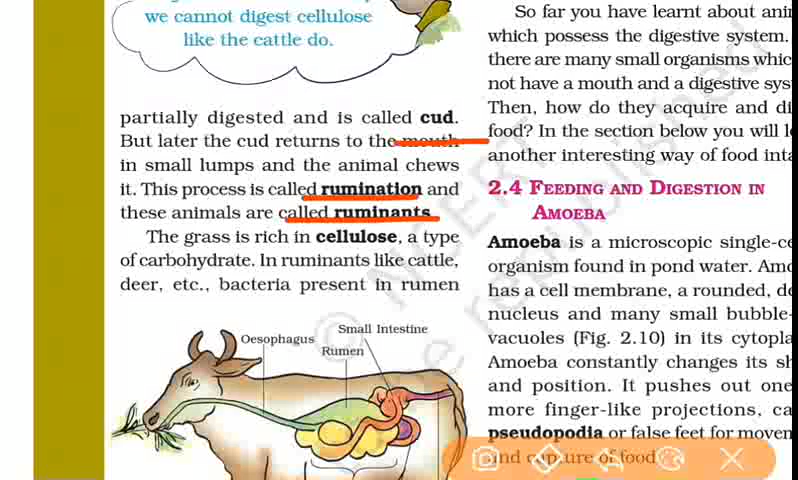 we cannot digest cellulose
like the cattle do.
partially digested and is called cud.
But later the cud returns to the mouth
in small lumps and the animal chews
it. This process is called rumination and
these animals are called ruminants.
The grass is rich in cellulose, a type
of carbohydrate. In ruminants like cattle,
deer, etc., bacteria present in rumen
Oesophagus
Small Intestine
Rumen
So far you have learnt about ani
which possess the digestive system.
there are many small organisms whic
not have a mouth and a digestive sys
Then, how do they acquire and di
food? In the section below you will l
another interesting way of food inta
2.4 FEEDING AND DIGESTION IN
AMOEBA
Amoeba is a microscopic single-ce
organism found in pond water. Amo
has a cell membrane, a rounded, de
nucleus and many small bubble-
vacuoles (Fig. 2.10) in its cytopla
Amoeba constantly changes its sh
and position. It pushes out one
more finger-like projections, ca
pseudopodia or false feet for movem
and capture of food
© NCERT
be republished